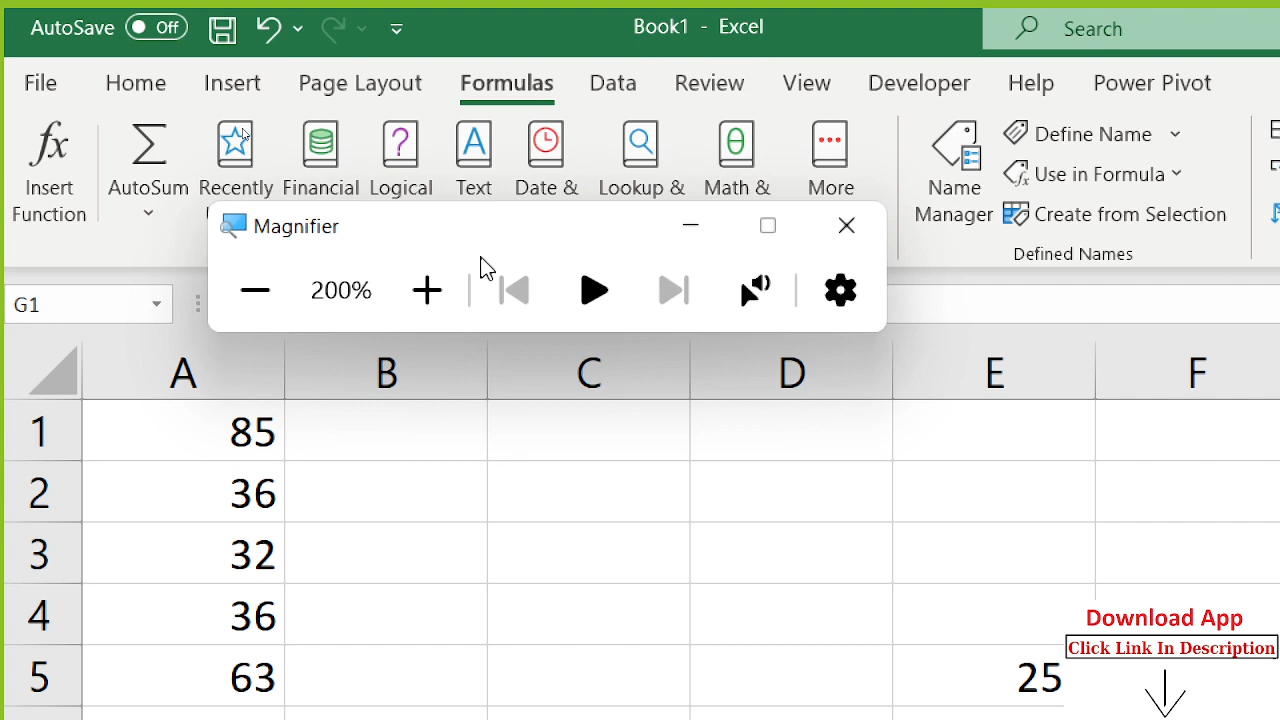 AutoSave Off Book1 - Excel Search
File Home Insert Page Layout Formulas Data Review View Developer Help Power Pivot
Insert Function
AutoSum
Recently
Financial
Logical
Text
Date &
Lookup &
Math &
More
Name Manager
Define Name
Use in Formula
Create from Selection
Defined Names
Magnifier
200%
G1
A B C D E F
1 85
2 36
3 32
4 36
5 63 25
Download App
Click Link In Description